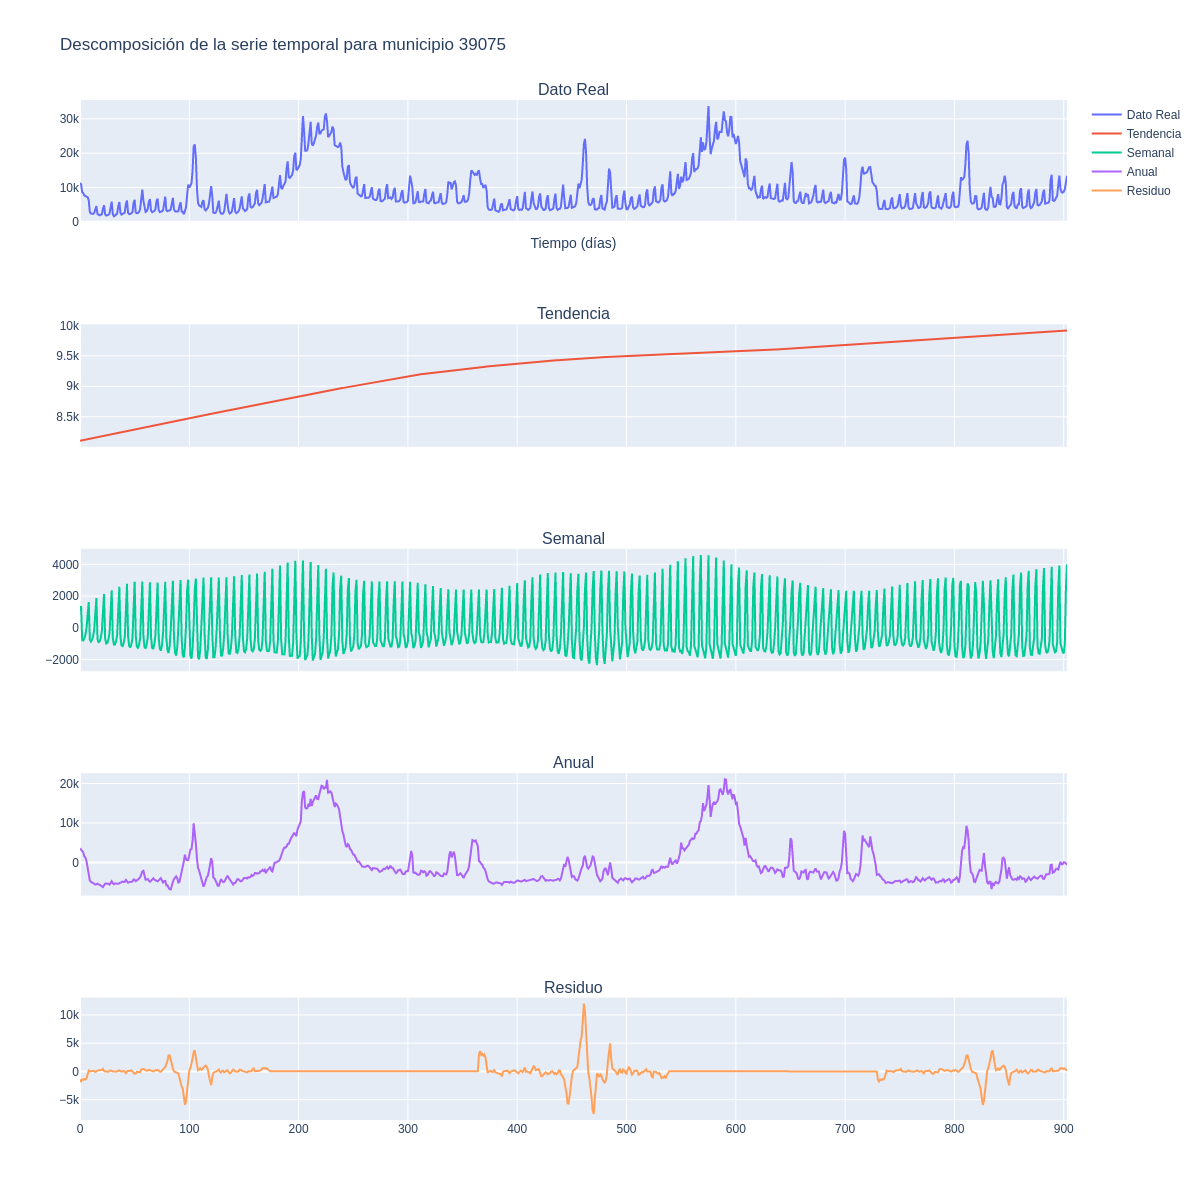 Descomposición de la serie temporal para municipio 39075
Dato Real
30k
20k
10k
0
Tiempo (días)
Dato Real
Tendencia
Semanal
Anual
Residuo
Tendencia
10k
9.5k
9k
8.5k
Semanal
4000
2000
0
−2000
Anual
20k
10k
0
Residuo
10k
5k
0
−5k
0 100 200 300 400 500 600 700 800 900